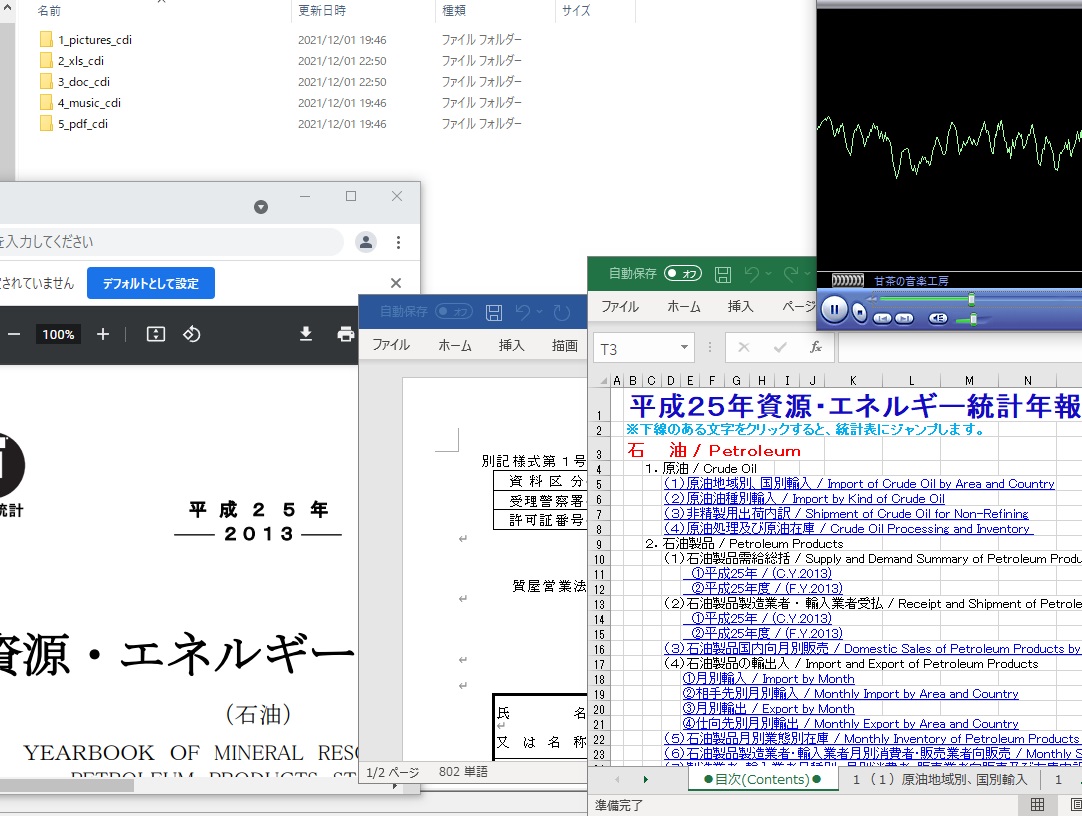 名前 更新日時 種類 サイズ
1_pictures_cdi 2021/12/01 19:46 ファイル フォルダー
2_xls_cdi 2021/12/01 22:50 ファイル フォルダー
3_doc_cdi 2021/12/01 22:50 ファイル フォルダー
4_music_cdi 2021/12/01 19:46 ファイル フォルダー
5_pdf_cdi 2021/12/01 19:46 ファイル フォルダー
甘茶の音楽工房
を入力してください
されていません デフォルトとして設定
100%
統計
平成25年
2013
資源・エネルギー
(石油)
YEARBOOK OF MINERAL RESO
PETROLEUM PRODUCTS ST
自動保存 オフ
ファイル ホーム 挿入 描画
別記様式第1号
資料区分
受理警察署
許可証番号
質屋営業法
氏 名
又は名称
1/2 ページ 802 単語
自動保存 オフ
ファイル ホーム 挿入 ページ
T3 fx
A B C D E F G H I J K L M N
1 平成25年資源・エネルギー統計年報
2 ※下線のある文字をクリックすると、統計表にジャンプします。
3 石 油 / Petroleum
4 1. 原油 / Crude Oil
5 (1)原油地域別、国別輸入 / Import of Crude Oil by Area and Country
6 (2)原油油種別輸入 / Import by Kind of Crude Oil
7 (3)非精製用出荷内訳 / Shipment of Crude Oil for Non-Refining
8 (4)原油処理及び原油在庫 / Crude Oil Processing and Inventory
9 2. 石油製品 / Petroleum Products
10 (1)石油製品需給総括 / Supply and Demand Summary of Petroleum Produ
11 ①平成25年 / (C.Y.2013)
12 ②平成25年度 / (F.Y.2013)
13 (2)石油製品製造業者・輸入業者受払 / Receipt and Shipment of Petrole
14 ①平成25年 / (C.Y.2013)
15 ②平成25年度 / (F.Y.2013)
16 (3)石油製品国内向月別販売 / Domestic Sales of Petroleum Products by
17 (4)石油製品の輸出入 / Import and Export of Petroleum Products
18 ①月別輸入 / Import by Month
19 ②相手先別月別輸入 / Monthly Import by Area and Country
20 ③月別輸出 / Export by Month
21 ④仕向先別月別輸出 / Monthly Export by Area and Country
22 (5)石油製品月別業態別在庫 / Monthly Inventory of Petroleum Products
23 (6)石油製品製造業者・輸入業者月別消費者・販売業者向販売 / Monthly S
●目次(Contents)● 1 (1)原油地域別、国別輸入 1
準備完了